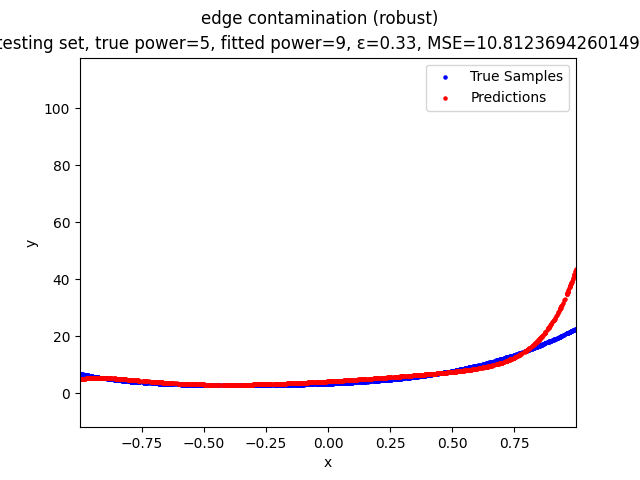 edge contamination (robust)
testing set, true power=5, fitted power=9, ε=0.33, MSE=10.8123694260149
True Samples
Predictions
100
80
60
40
20
0
y
−0.75 −0.50 −0.25 0.00 0.25 0.50 0.75
x